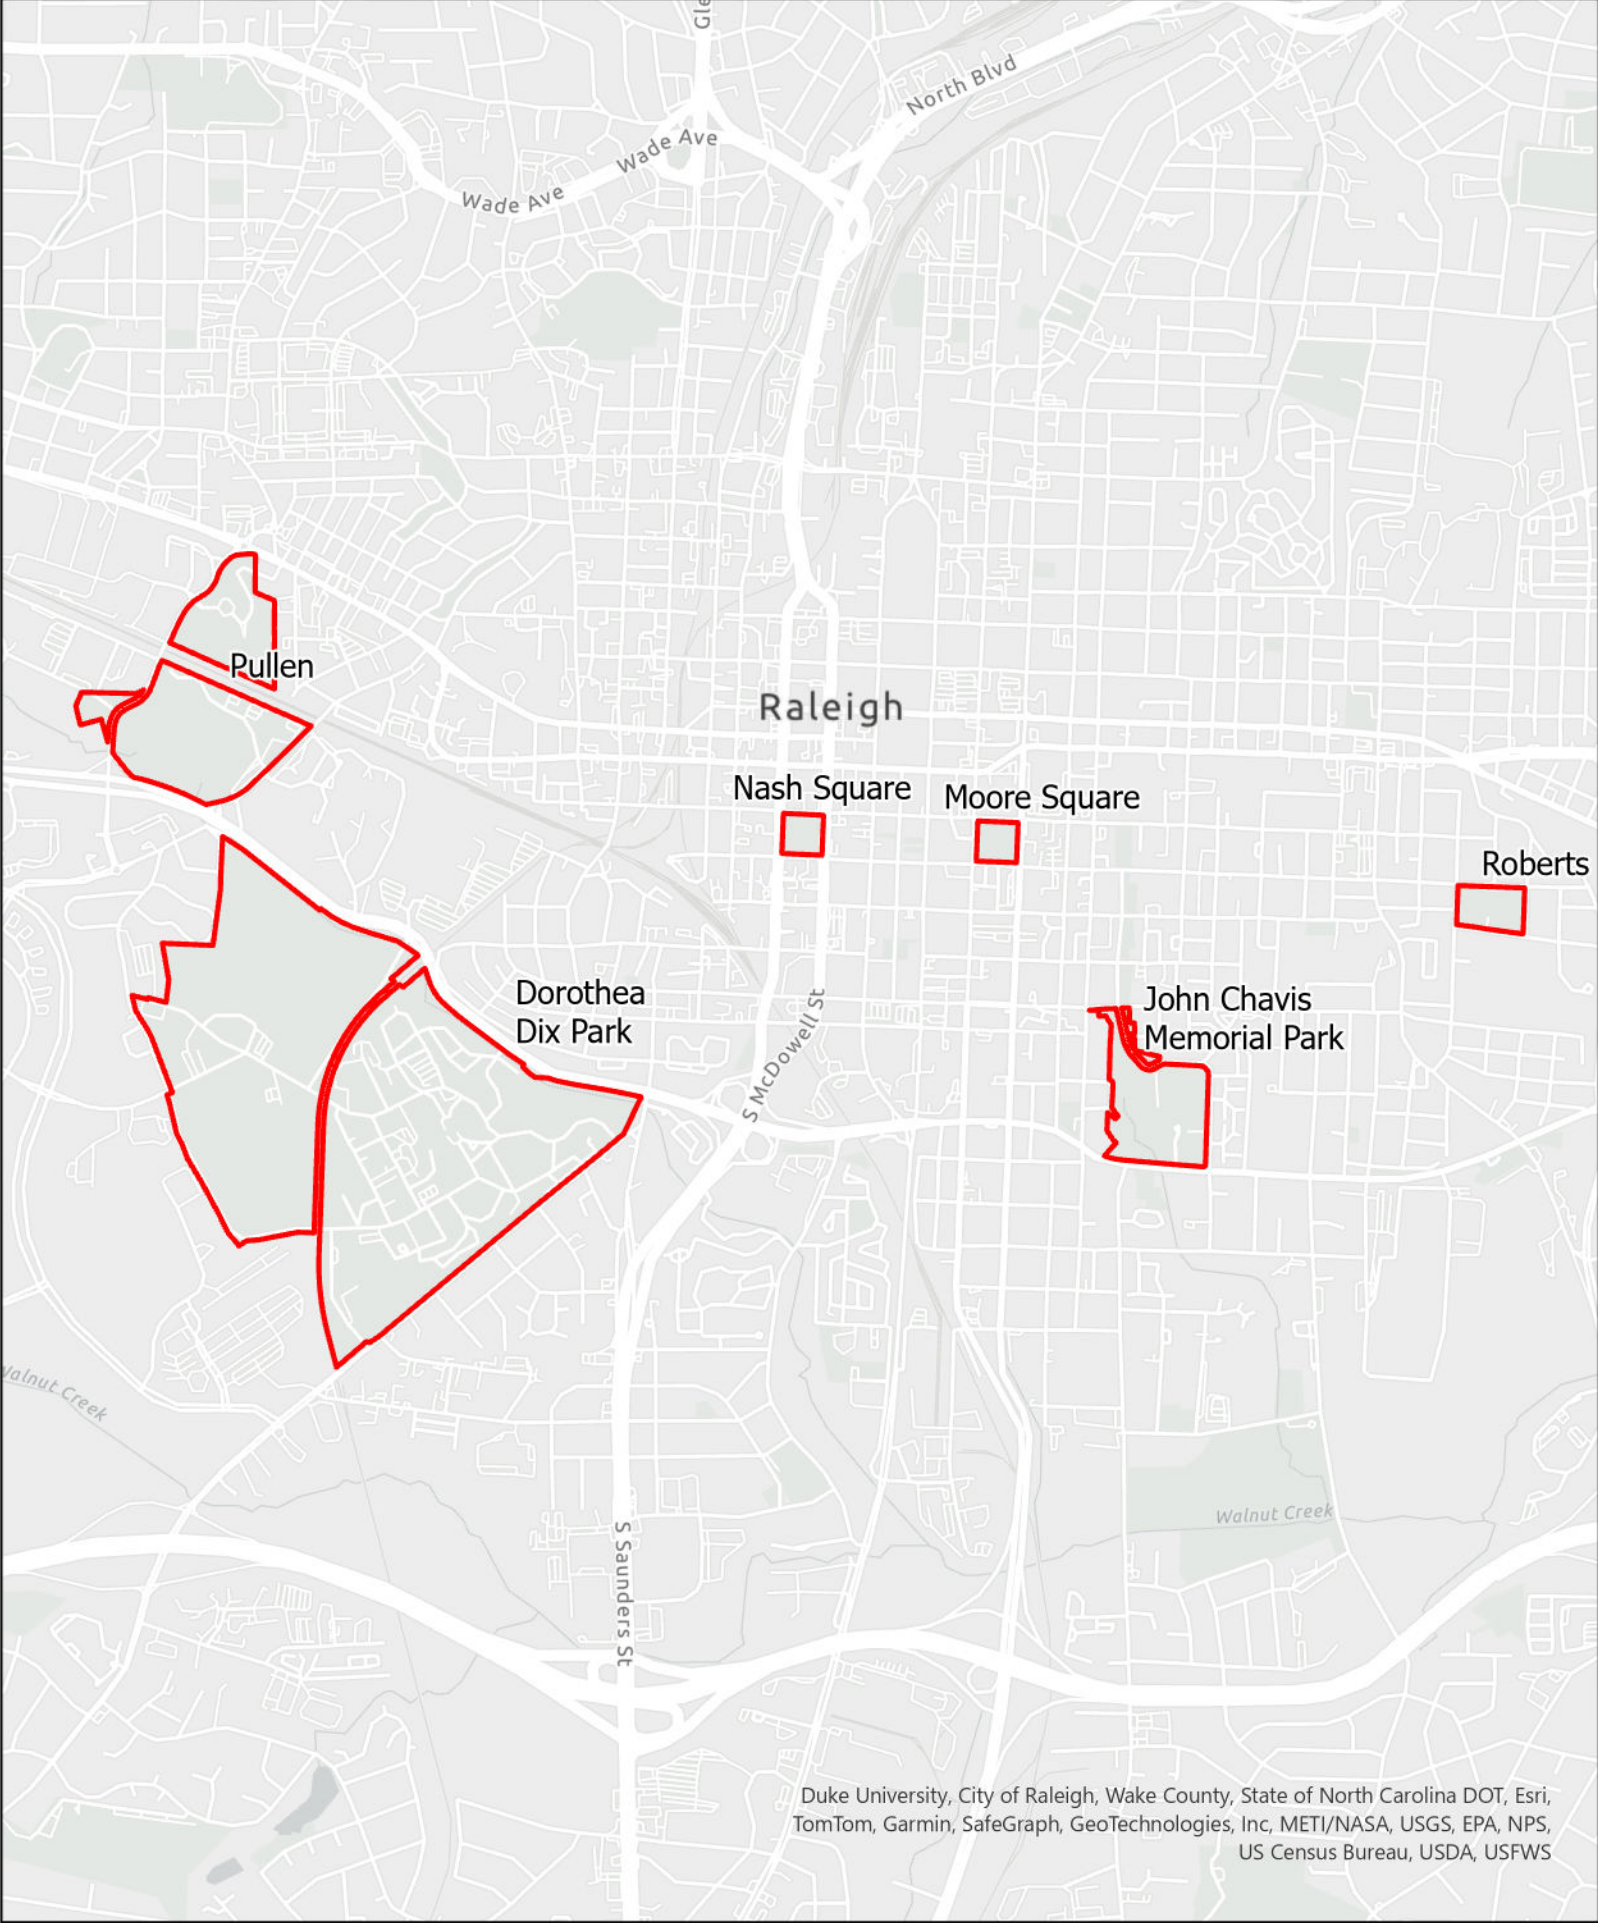 Gle
North Blvd
Wade Ave
Wade Ave
Pullen
Raleigh
Nash Square
Moore Square
Roberts
Dorothea
Dix Park
John Chavis
Memorial Park
S McDowell St
Walnut Creek
Walnut Creek
S Saunders St
Duke University, City of Raleigh, Wake County, State of North Carolina DOT, Esri,
TomTom, Garmin, SafeGraph, GeoTechnologies, Inc, METI/NASA, USGS, EPA, NPS,
US Census Bureau, USDA, USFWS